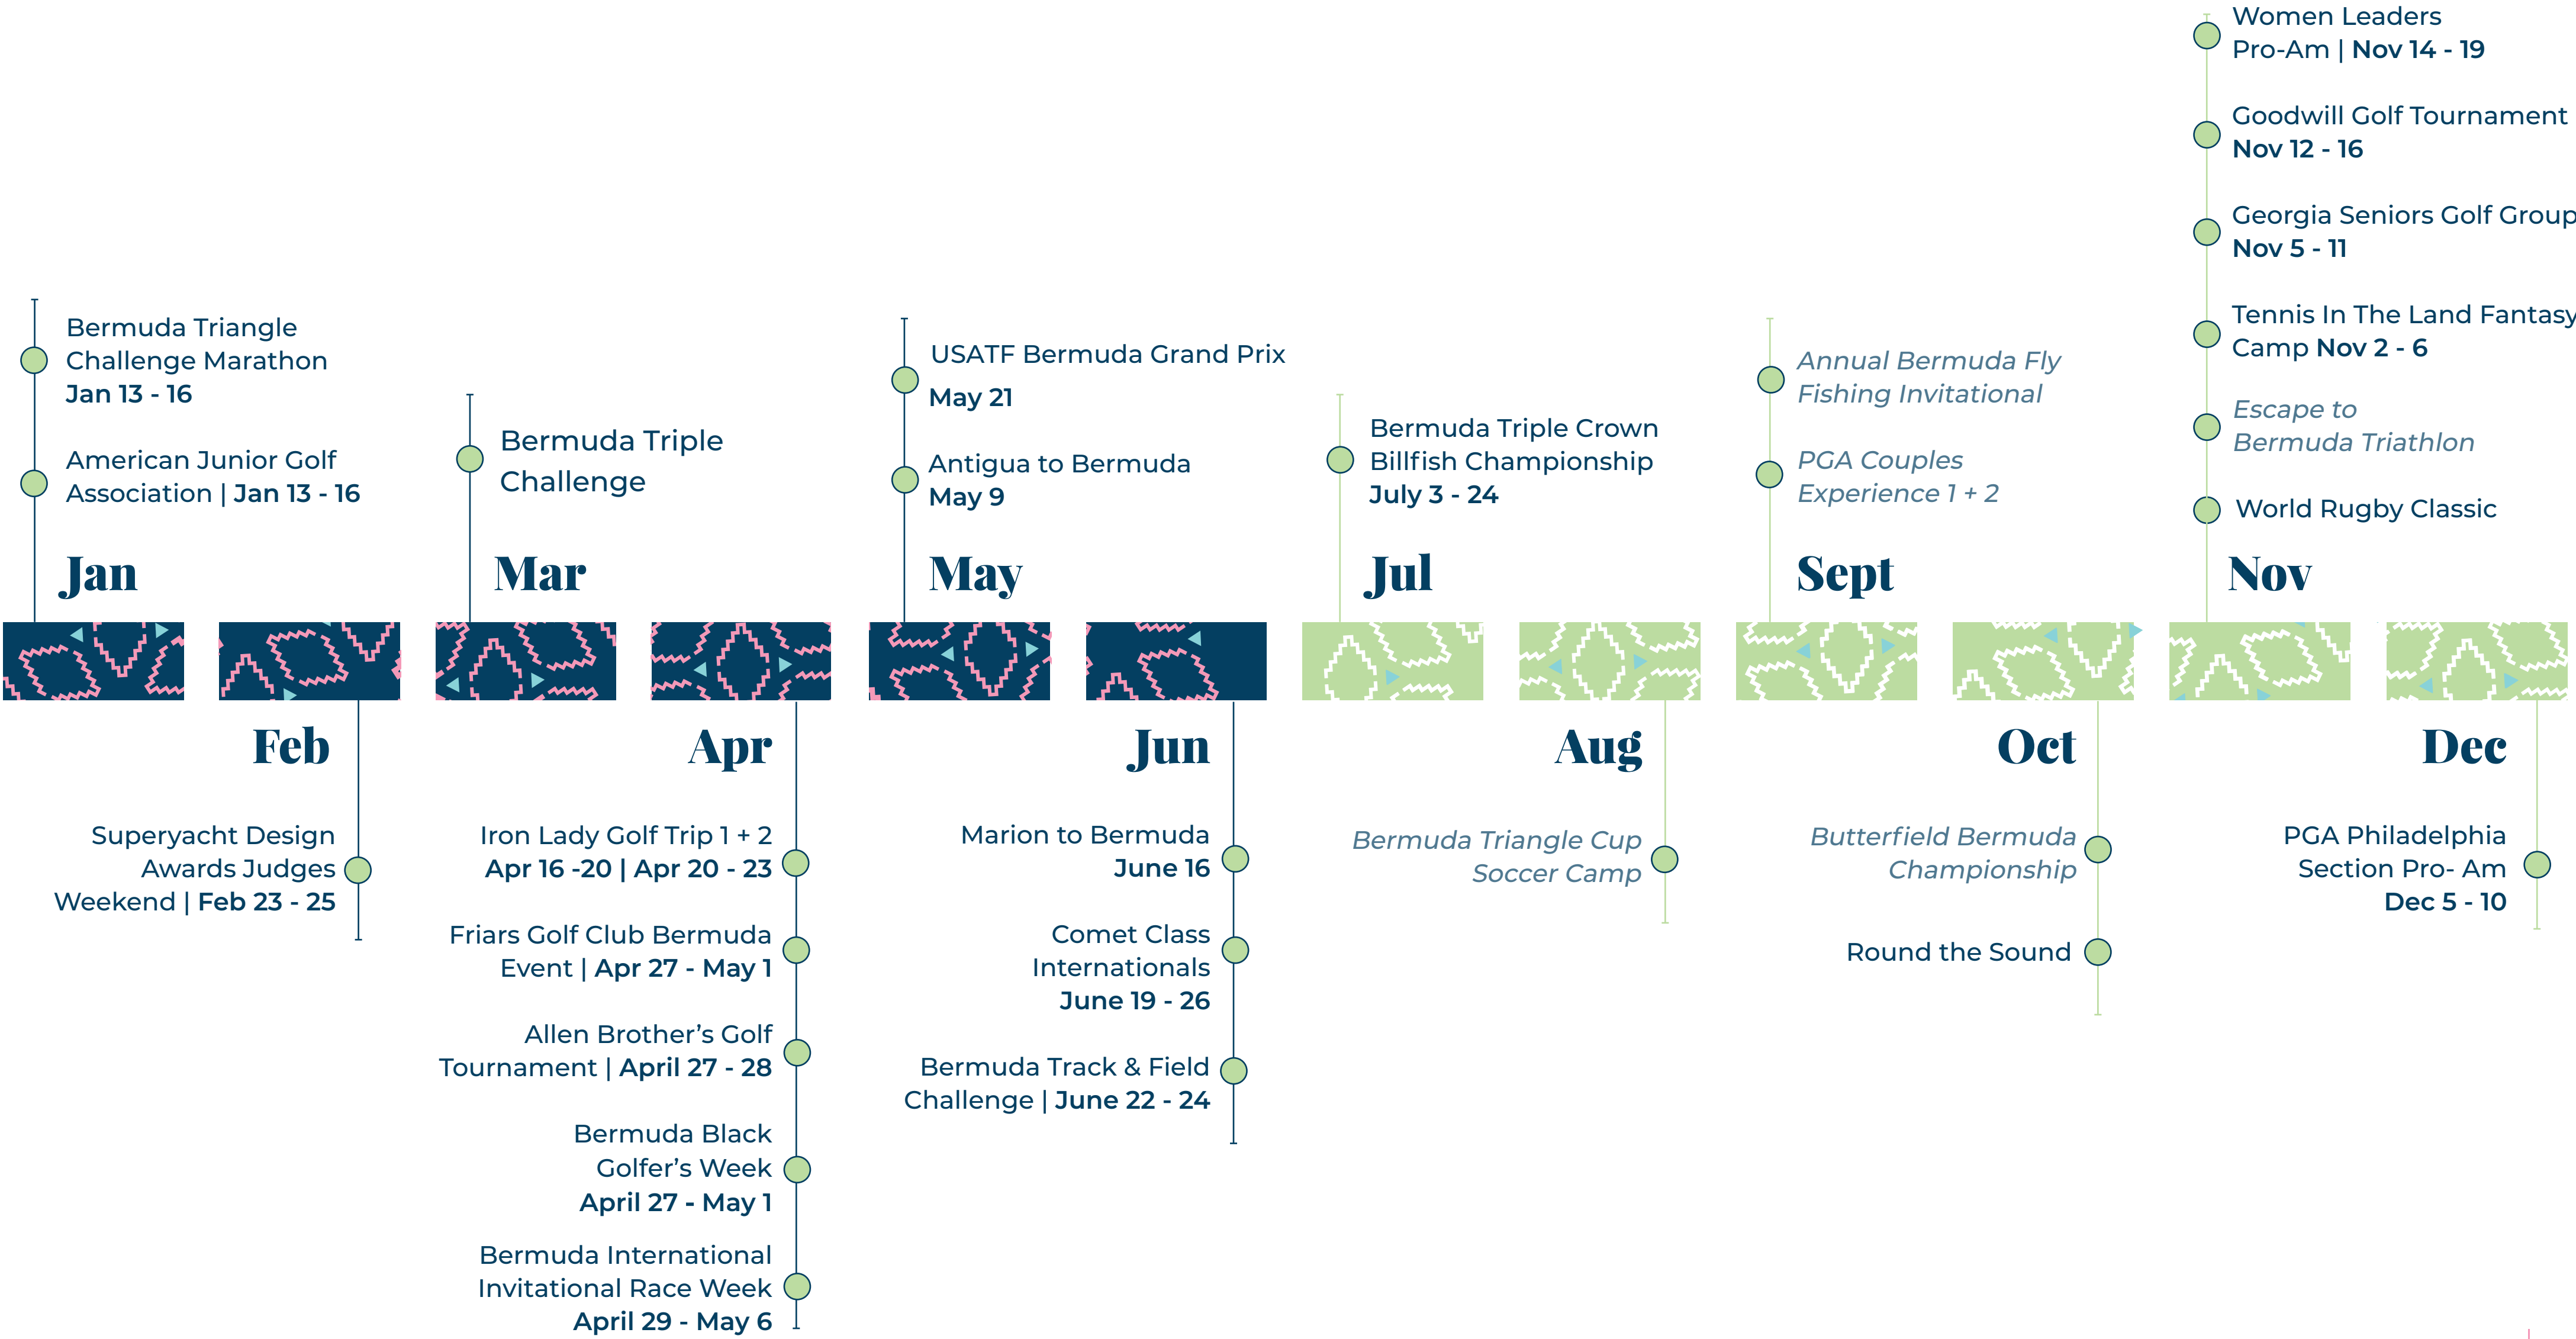 Women Leaders
Pro-Am | Nov 14 - 19
Goodwill Golf Tournament
Nov 12 - 16
Georgia Seniors Golf Group
Nov 5 - 11
Tennis In The Land Fantasy
Camp Nov 2 - 6
Escape to
Bermuda Triathlon
World Rugby Classic
Nov
Bermuda Triangle
Challenge Marathon
Jan 13 - 16
American Junior Golf
Association | Jan 13 - 16
Jan
Bermuda Triple
Challenge
Mar
USATF Bermuda Grand Prix
May 21
Antigua to Bermuda
May 9
May
Bermuda Triple Crown
Billfish Championship
July 3 - 24
Jul
Annual Bermuda Fly
Fishing Invitational
PGA Couples
Experience 1 + 2
Sept
Feb
Superyacht Design
Awards Judges
Weekend | Feb 23 - 25
Apr
Iron Lady Golf Trip 1 + 2
Apr 16 -20 | Apr 20 - 23
Friars Golf Club Bermuda
Event | Apr 27 - May 1
Allen Brother’s Golf
Tournament | April 27 - 28
Bermuda Black
Golfer’s Week
April 27 - May 1
Bermuda International
Invitational Race Week
April 29 - May 6
Jun
Marion to Bermuda
June 16
Comet Class
Internationals
June 19 - 26
Bermuda Track & Field
Challenge | June 22 - 24
Aug
Bermuda Triangle Cup
Soccer Camp
Oct
Butterfield Bermuda
Championship
Round the Sound
Dec
PGA Philadelphia
Section Pro- Am
Dec 5 - 10